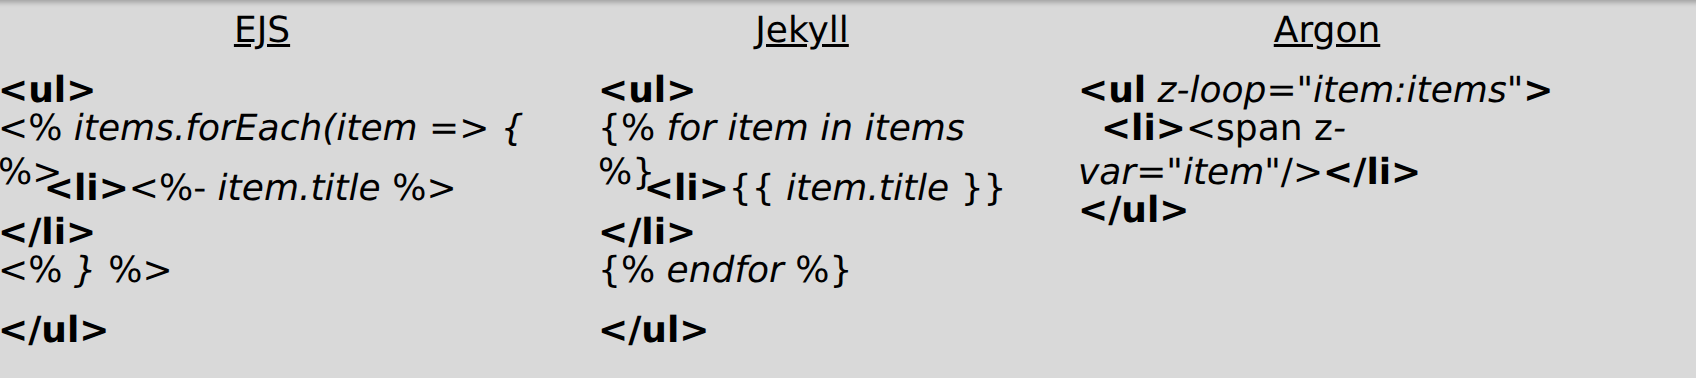 EJS
<ul>
<% items.forEach(item => {
%>
<li><%- item.title %>
</li>
<% } %>
</ul>
Jekyll
<ul>
{% for item in items
%}
<li>{{ item.title }}
</li>
{% endfor %}
</ul>
Argon
<ul z-loop="item:items">
<li><span z-
var="item"/></li>
</ul>